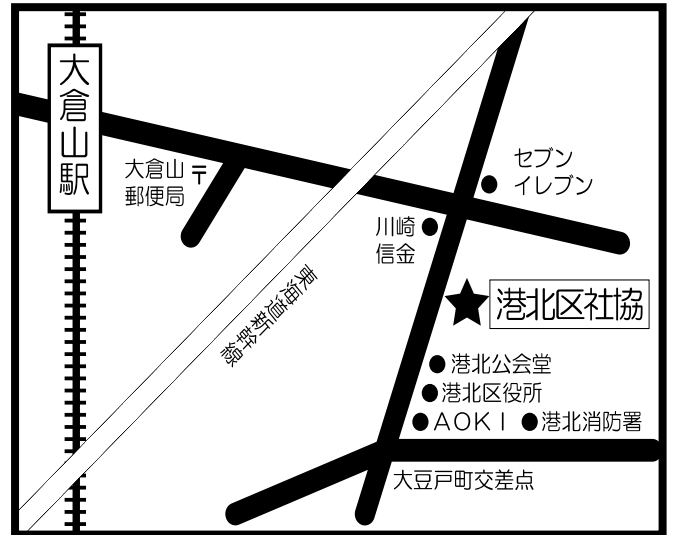 大倉山駅
大倉山〒
郵便局
セブン
イレブン
川崎
信金
東海道新幹線
港北区社協
港北公会堂
港北区役所
AOKI
港北消防署
大豆戸町交差点